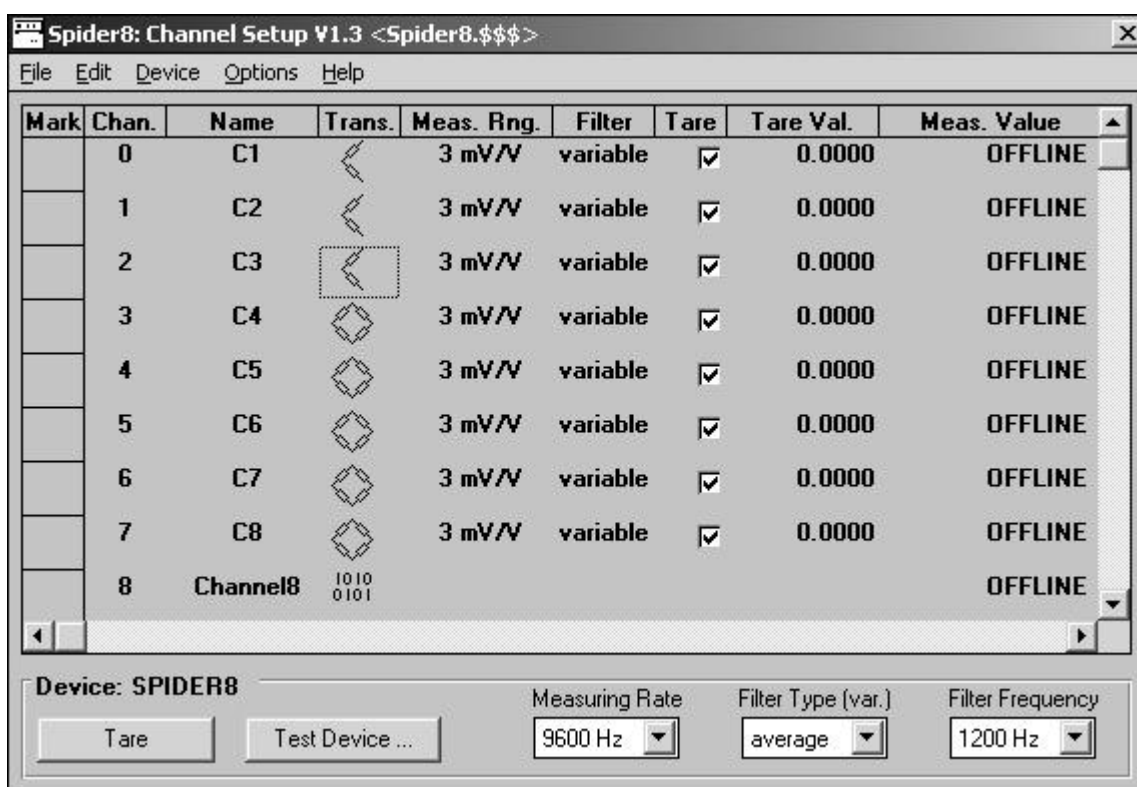 Spider8: Channel Setup V1.3 <Spider8.$$$>
File Edit Device Options Help
Mark Chan. Name Trans. Meas. Rng. Filter Tare Tare Val. Meas. Value
0 C1 3 mV/V variable 0.0000 OFFLINE
1 C2 3 mV/V variable 0.0000 OFFLINE
2 C3 3 mV/V variable 0.0000 OFFLINE
3 C4 3 mV/V variable 0.0000 OFFLINE
4 C5 3 mV/V variable 0.0000 OFFLINE
5 C6 3 mV/V variable 0.0000 OFFLINE
6 C7 3 mV/V variable 0.0000 OFFLINE
7 C8 3 mV/V variable 0.0000 OFFLINE
8 Channel8 1010 0101 OFFLINE
Device: SPIDER8
Measuring Rate Filter Type (var.) Filter Frequency
Tare Test Device ... 9600 Hz average 1200 Hz